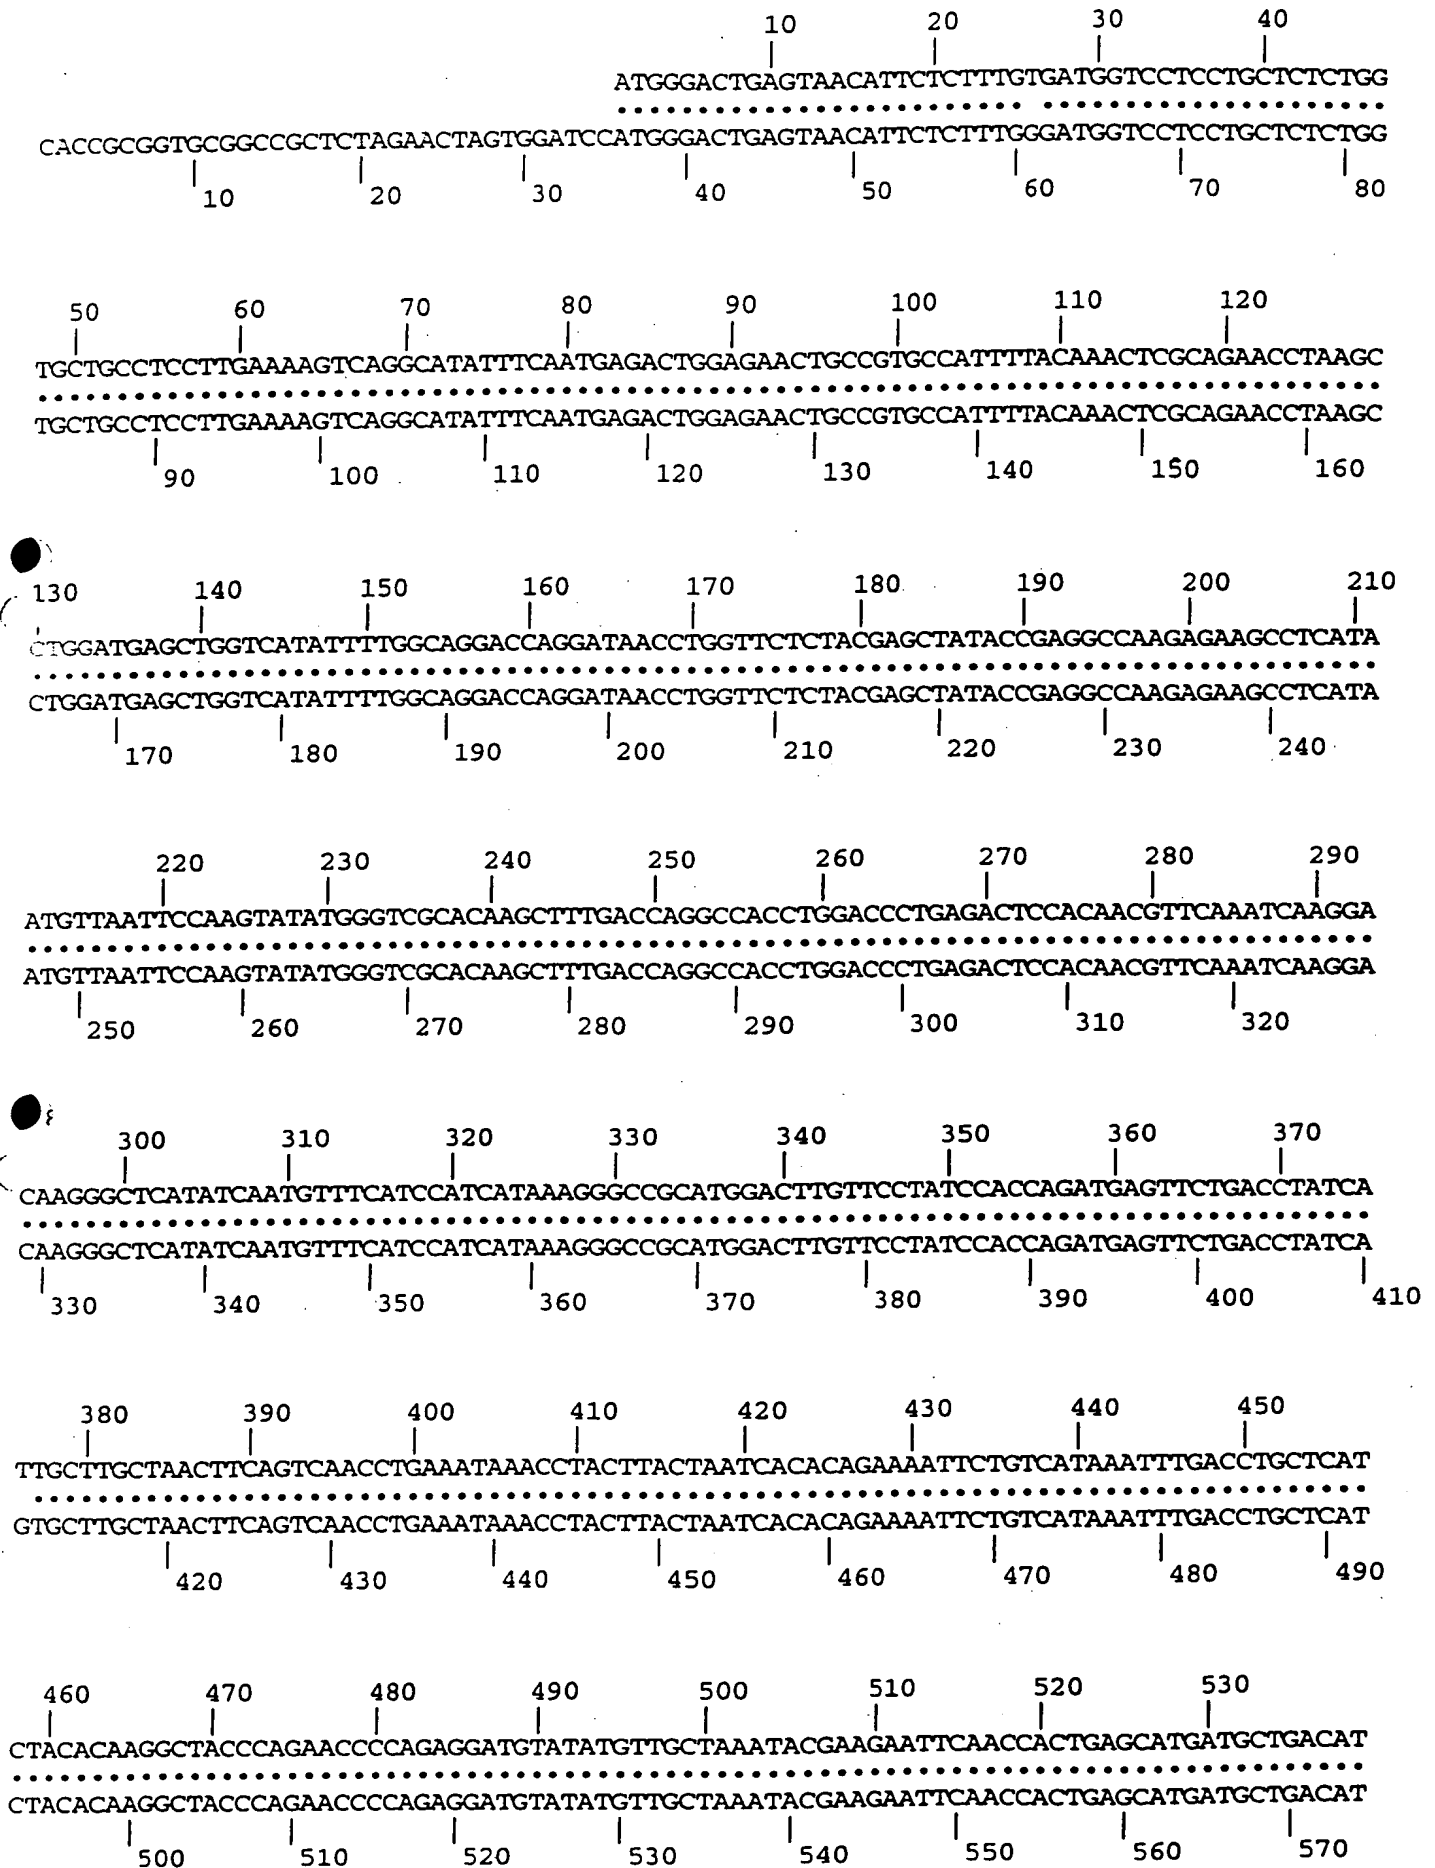 10 20 30 40
ATGGGACTGAGTAACATTCTCTTTGTGATGGTCCTCCTGCTCTCTGG
CACCGCGGTGCGGCCGCTCTAGAACTAGTGGATCCATGGGACTGAGTAACATTCTCTTTGGGATGGTCCTCCTGCTCTCTGG
10 20 30 40 50 60 70 80
50 60 70 80 90 100 110 120
TGCTGCCTCCTTGAAAAGTCAGGCATATTTCAATGAGACTGGAGAACTGCCGTGCCATTTTACAAACTCGCAGAACCTAAGC
TGCTGCCTCCTTGAAAAGTCAGGCATATTTCAATGAGACTGGAGAACTGCCGTGCCATTTTACAAACTCGCAGAACCTAAGC
90 100 110 120 130 140 150 160
130 140 150 160 170 180 190 200 210
CTGGATGAGCTGGTCATATTTTTGGCAGGACCAGGATAACCTGGTTCTCTACGAGCTATACCGAGGCCAAGAGAAGCCTCATA
CTGGATGAGCTGGTCATATTTTTGGCAGGACCAGGATAACCTGGTTCTCTACGAGCTATACCGAGGCCAAGAGAAGCCTCATA
170 180 190 200 210 220 230 240
220 230 240 250 260 270 280 290
ATGTTAATTCCAAGTATATGGGTCGCACAAGCTTTGACCAGGCCACCTGGACCCTGAGACTCCACAACGTTCAAATCAAGGA
ATGTTAATTCCAAGTATATGGGTCGCACAAGCTTTGACCAGGCCACCTGGACCCTGAGACTCCACAACGTTCAAATCAAGGA
250 260 270 280 290 300 310 320
300 310 320 330 340 350 360 370
CAAGGGCTCATATCAATGTTTCATCCATCATAAAGGGCCGCATGGACTTGTTCCTATCCACCAGATGAGTTCTGACCTATCA
CAAGGGCTCATATCAATGTTTCATCCATCATAAAGGGCCGCATGGACTTGTTCCTATCCACCAGATGAGTTCTGACCTATCA
330 340 350 360 370 380 390 400 410
380 390 400 410 420 430 440 450
TTGCTTGCTAACTTCAGTCAACCTGAAATAAACCTACTTACTAATCACACAGAAAATTCTGTCATAAATTTGACCTGCTCAT
GTGCTTGCTAACTTCAGTCAACCTGAAATAAACCTACTTACTAATCACACAGAAAATTCTGTCATAAATTTGACCTGCTCAT
420 430 440 450 460 470 480 490
460 470 480 490 500 510 520 530
CTACACAAGGCTACCCAGAACCCCAGAGGATGTATATGTTGCTAAATACGAAGAATTCAACCACTGAGCATGATGCTGACAT
CTACACAAGGCTACCCAGAACCCCAGAGGATGTATATGTTGCTAAATACGAAGAATTCAACCACTGAGCATGATGCTGACAT
500 510 520 530 540 550 560 570